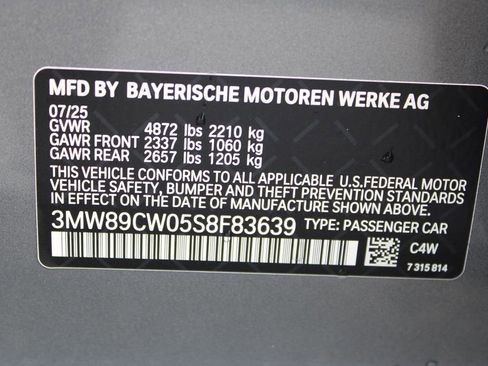 MFD BY BAYERISCHE MOTOREN WERKE AG
07/25
GVWR 4872 lbs 2210 kg
GAWR FRONT 2337 lbs 1060 kg
GAWR REAR 2657 lbs 1205 kg
THIS VEHICLE CONFORMS TO ALL APPLICABLE U.S.FEDERAL MOTOR
VEHICLE SAFETY, BUMPER AND THEFT PREVENTION STANDARDS
IN EFFECT ON THE DATE OF MANUFACTURE SHOWN ABOVE.
3MW89CW05S8F83639 TYPE: PASSENGER CAR
C4W
7 315 814